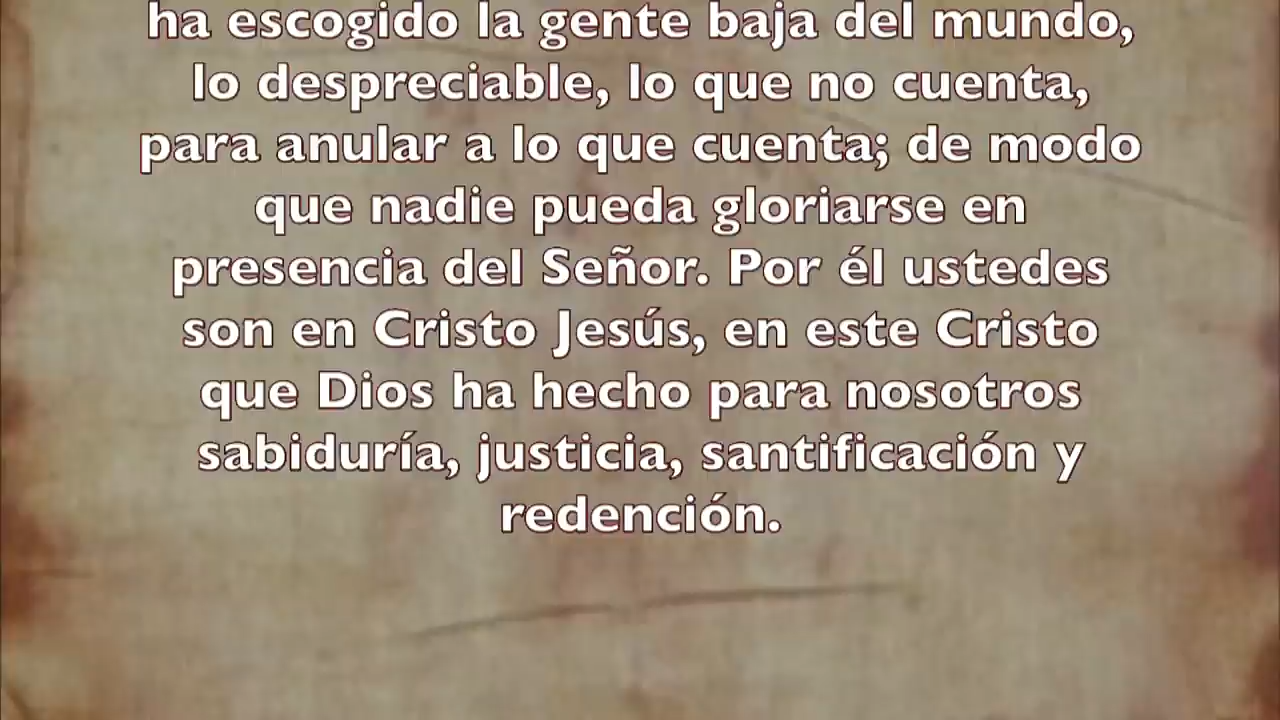 ha escogido la gente baja del mundo,
lo despreciable, lo que no cuenta,
para anular a lo que cuenta; de modo
que nadie pueda gloriarse en
presencia del Señor. Por él ustedes
son en Cristo Jesús, en este Cristo
que Dios ha hecho para nosotros
sabiduría, justicia, santificación y
redención.